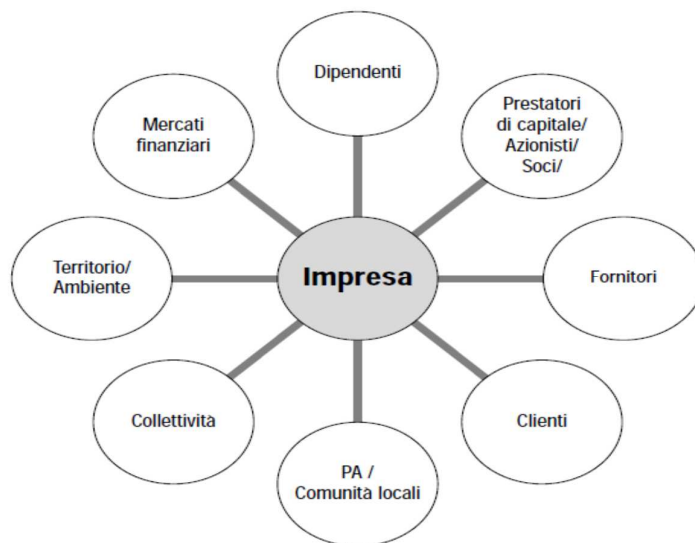 Dipendenti
Mercati
finanziari
Prestatori
di capitale/
Azionisti/
Soci/
Territorio/
Ambiente
Impresa
Fornitori
Collettività
Clienti
PA /
Comunità locali